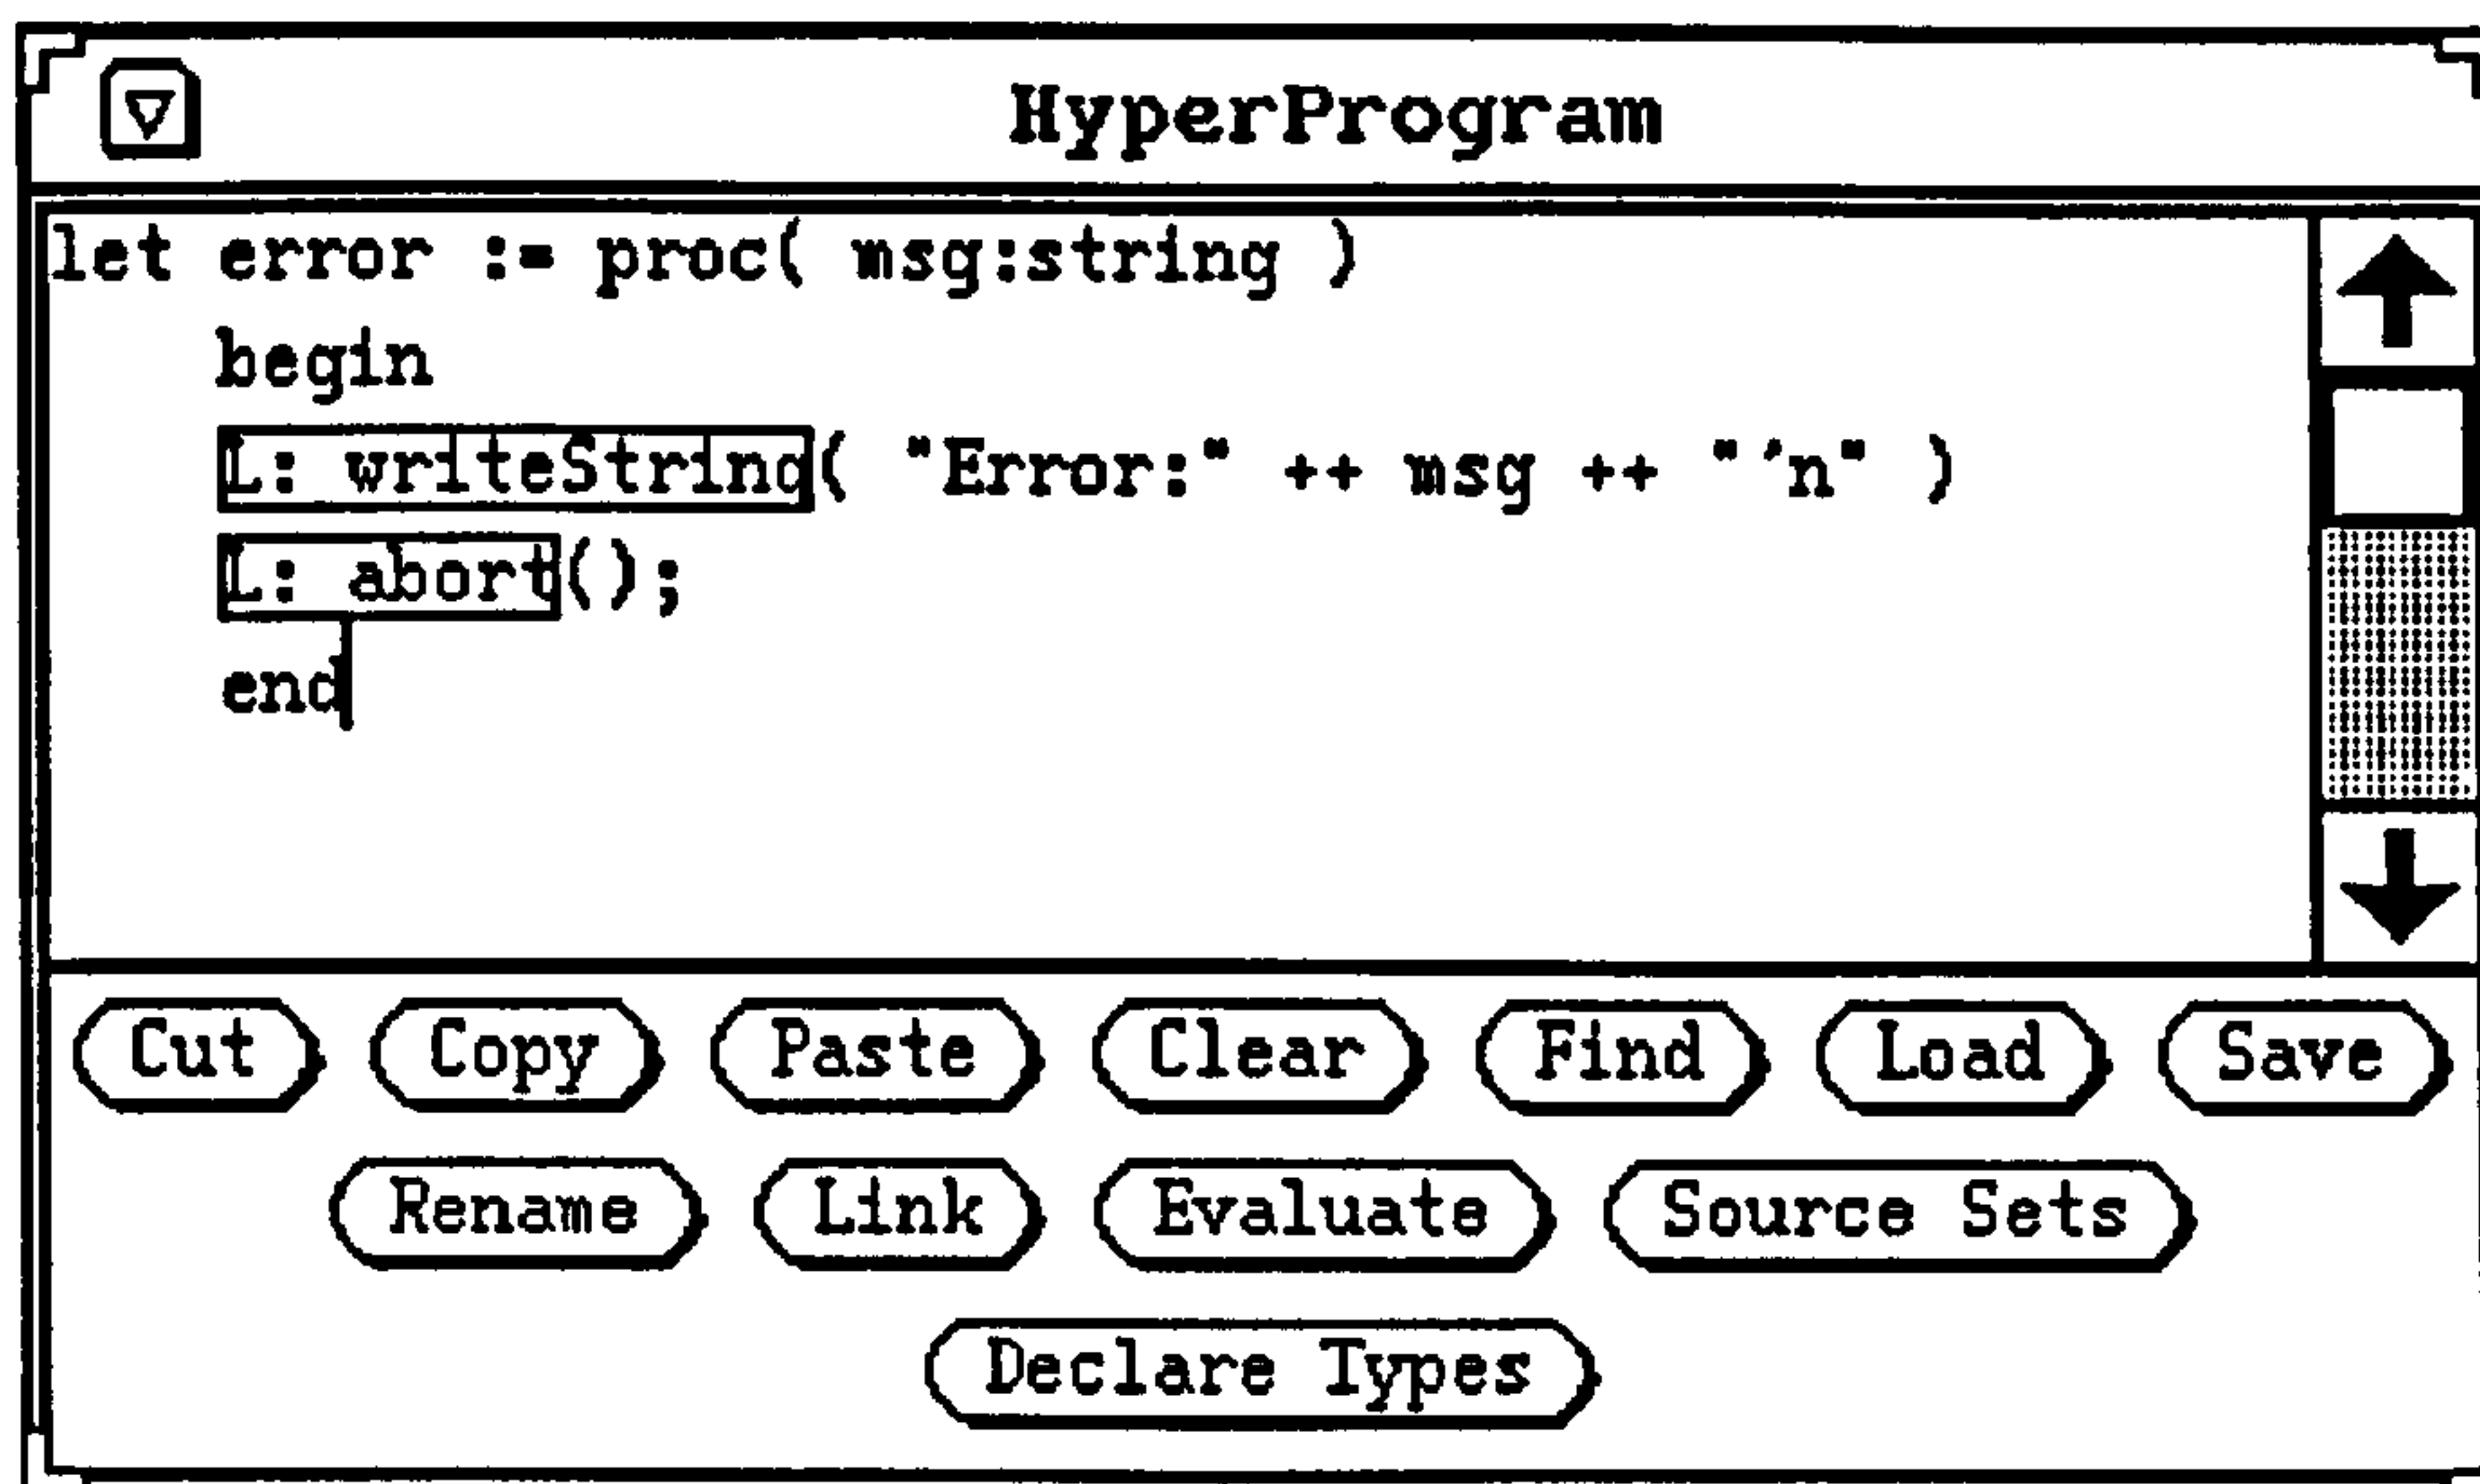 HyperProgram
let error := proc( msg:string )
begin
L: writeString( "Error:" ++ msg ++ "'n" )
L: abort();
end
Cut Copy Paste Clear Find Load Save
Rename Link Evaluate Source Sets
Declare Types